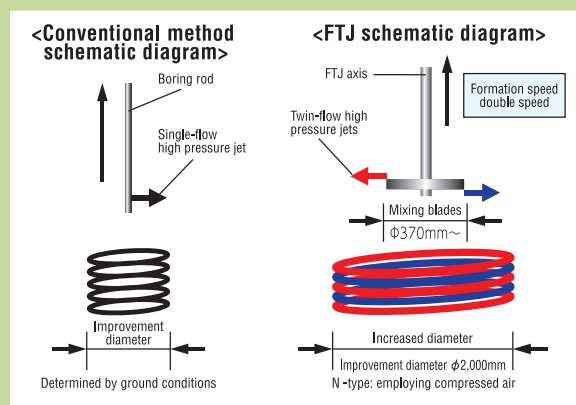 <Conventional method
schematic diagram>
Boring rod
Single-flow
high pressure jet
Improvement
diameter
Determined by ground conditions
<FTJ schematic diagram>
FTJ axis
Formation speed
double speed
Twin-flow high
pressure jets
Mixing blades
Φ370mm～
Increased diameter
Improvement diameter φ2,000mm
N -type: employing compressed air